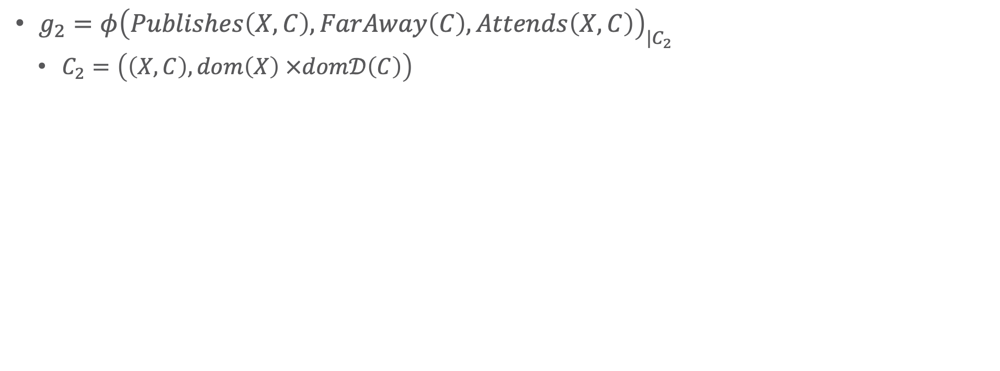 • g₂ = ϕ(Publishes(X, C), FarAway(C), Attends(X, C))|C₂
• C₂ = ((X, C), dom(X) ×dom𝒟(C))